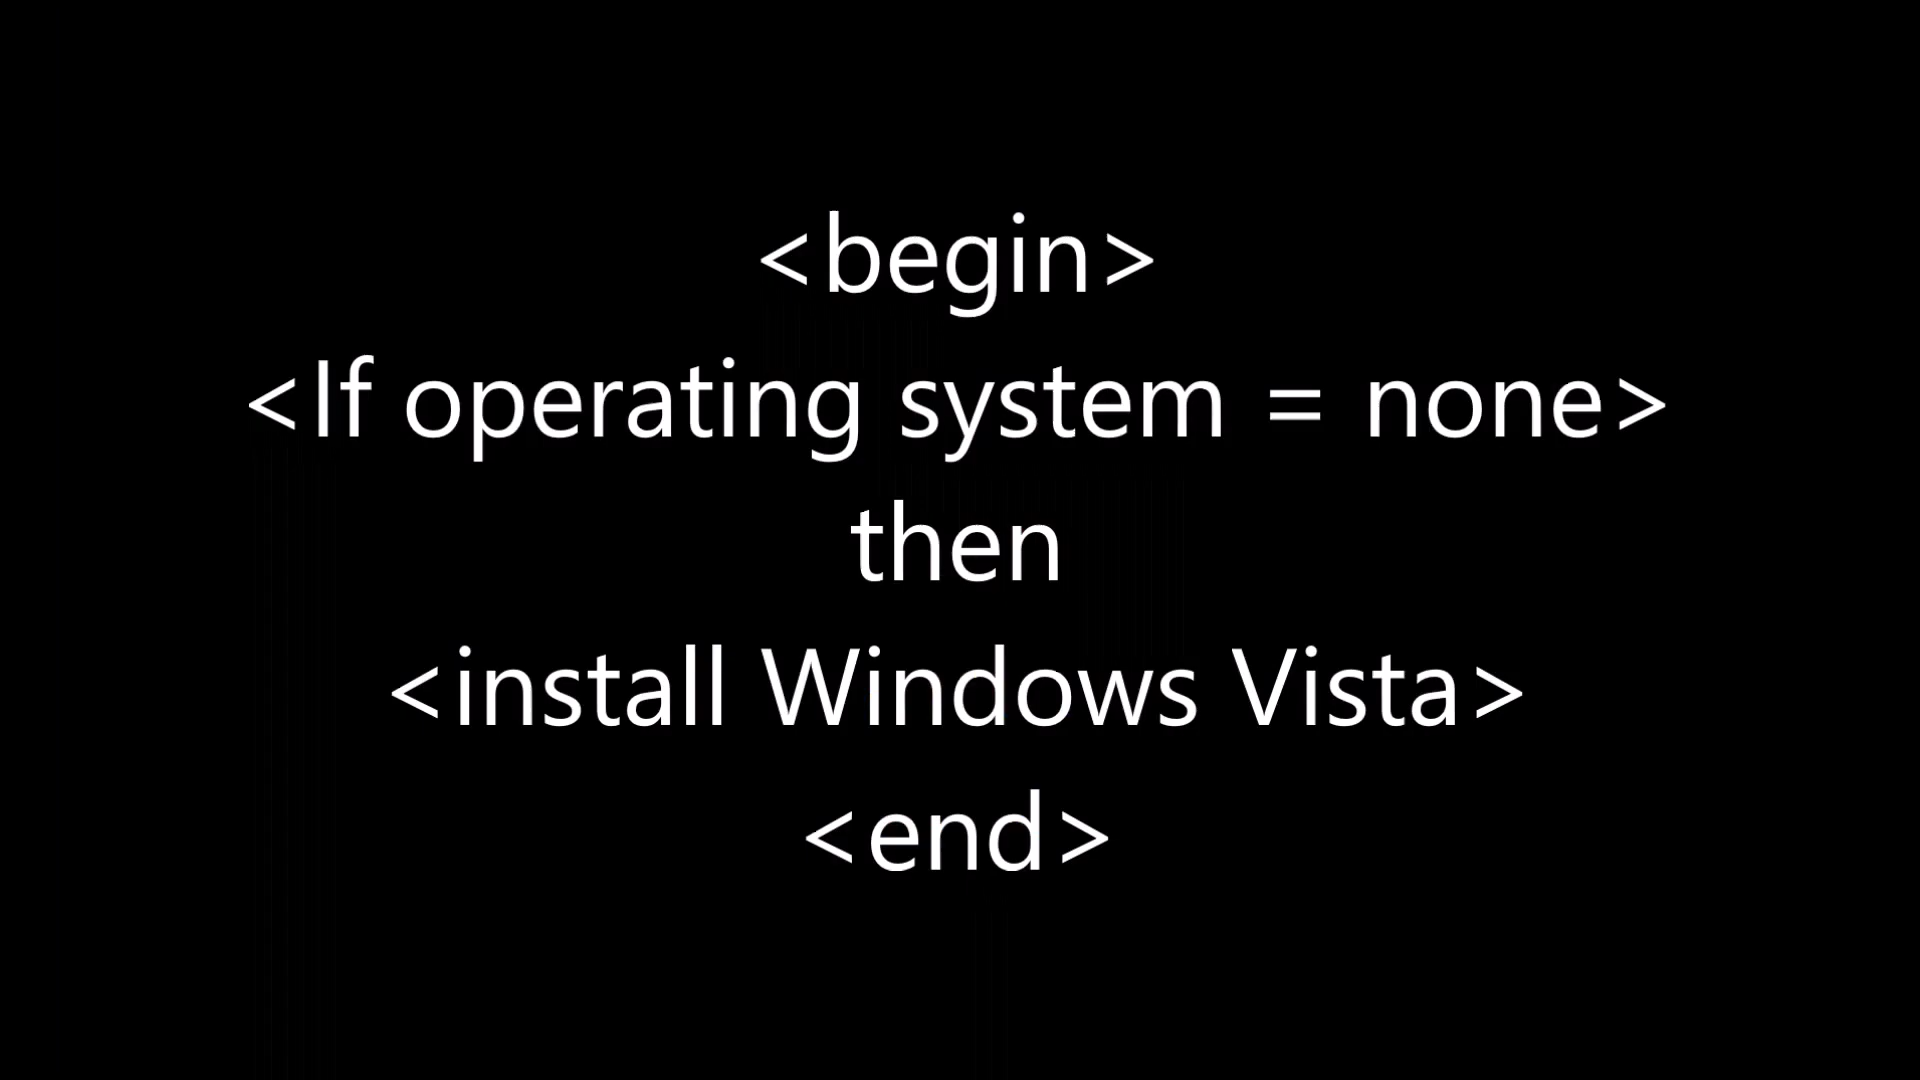 <begin>
<If operating system = none>
then
<install Windows Vista>
<end>